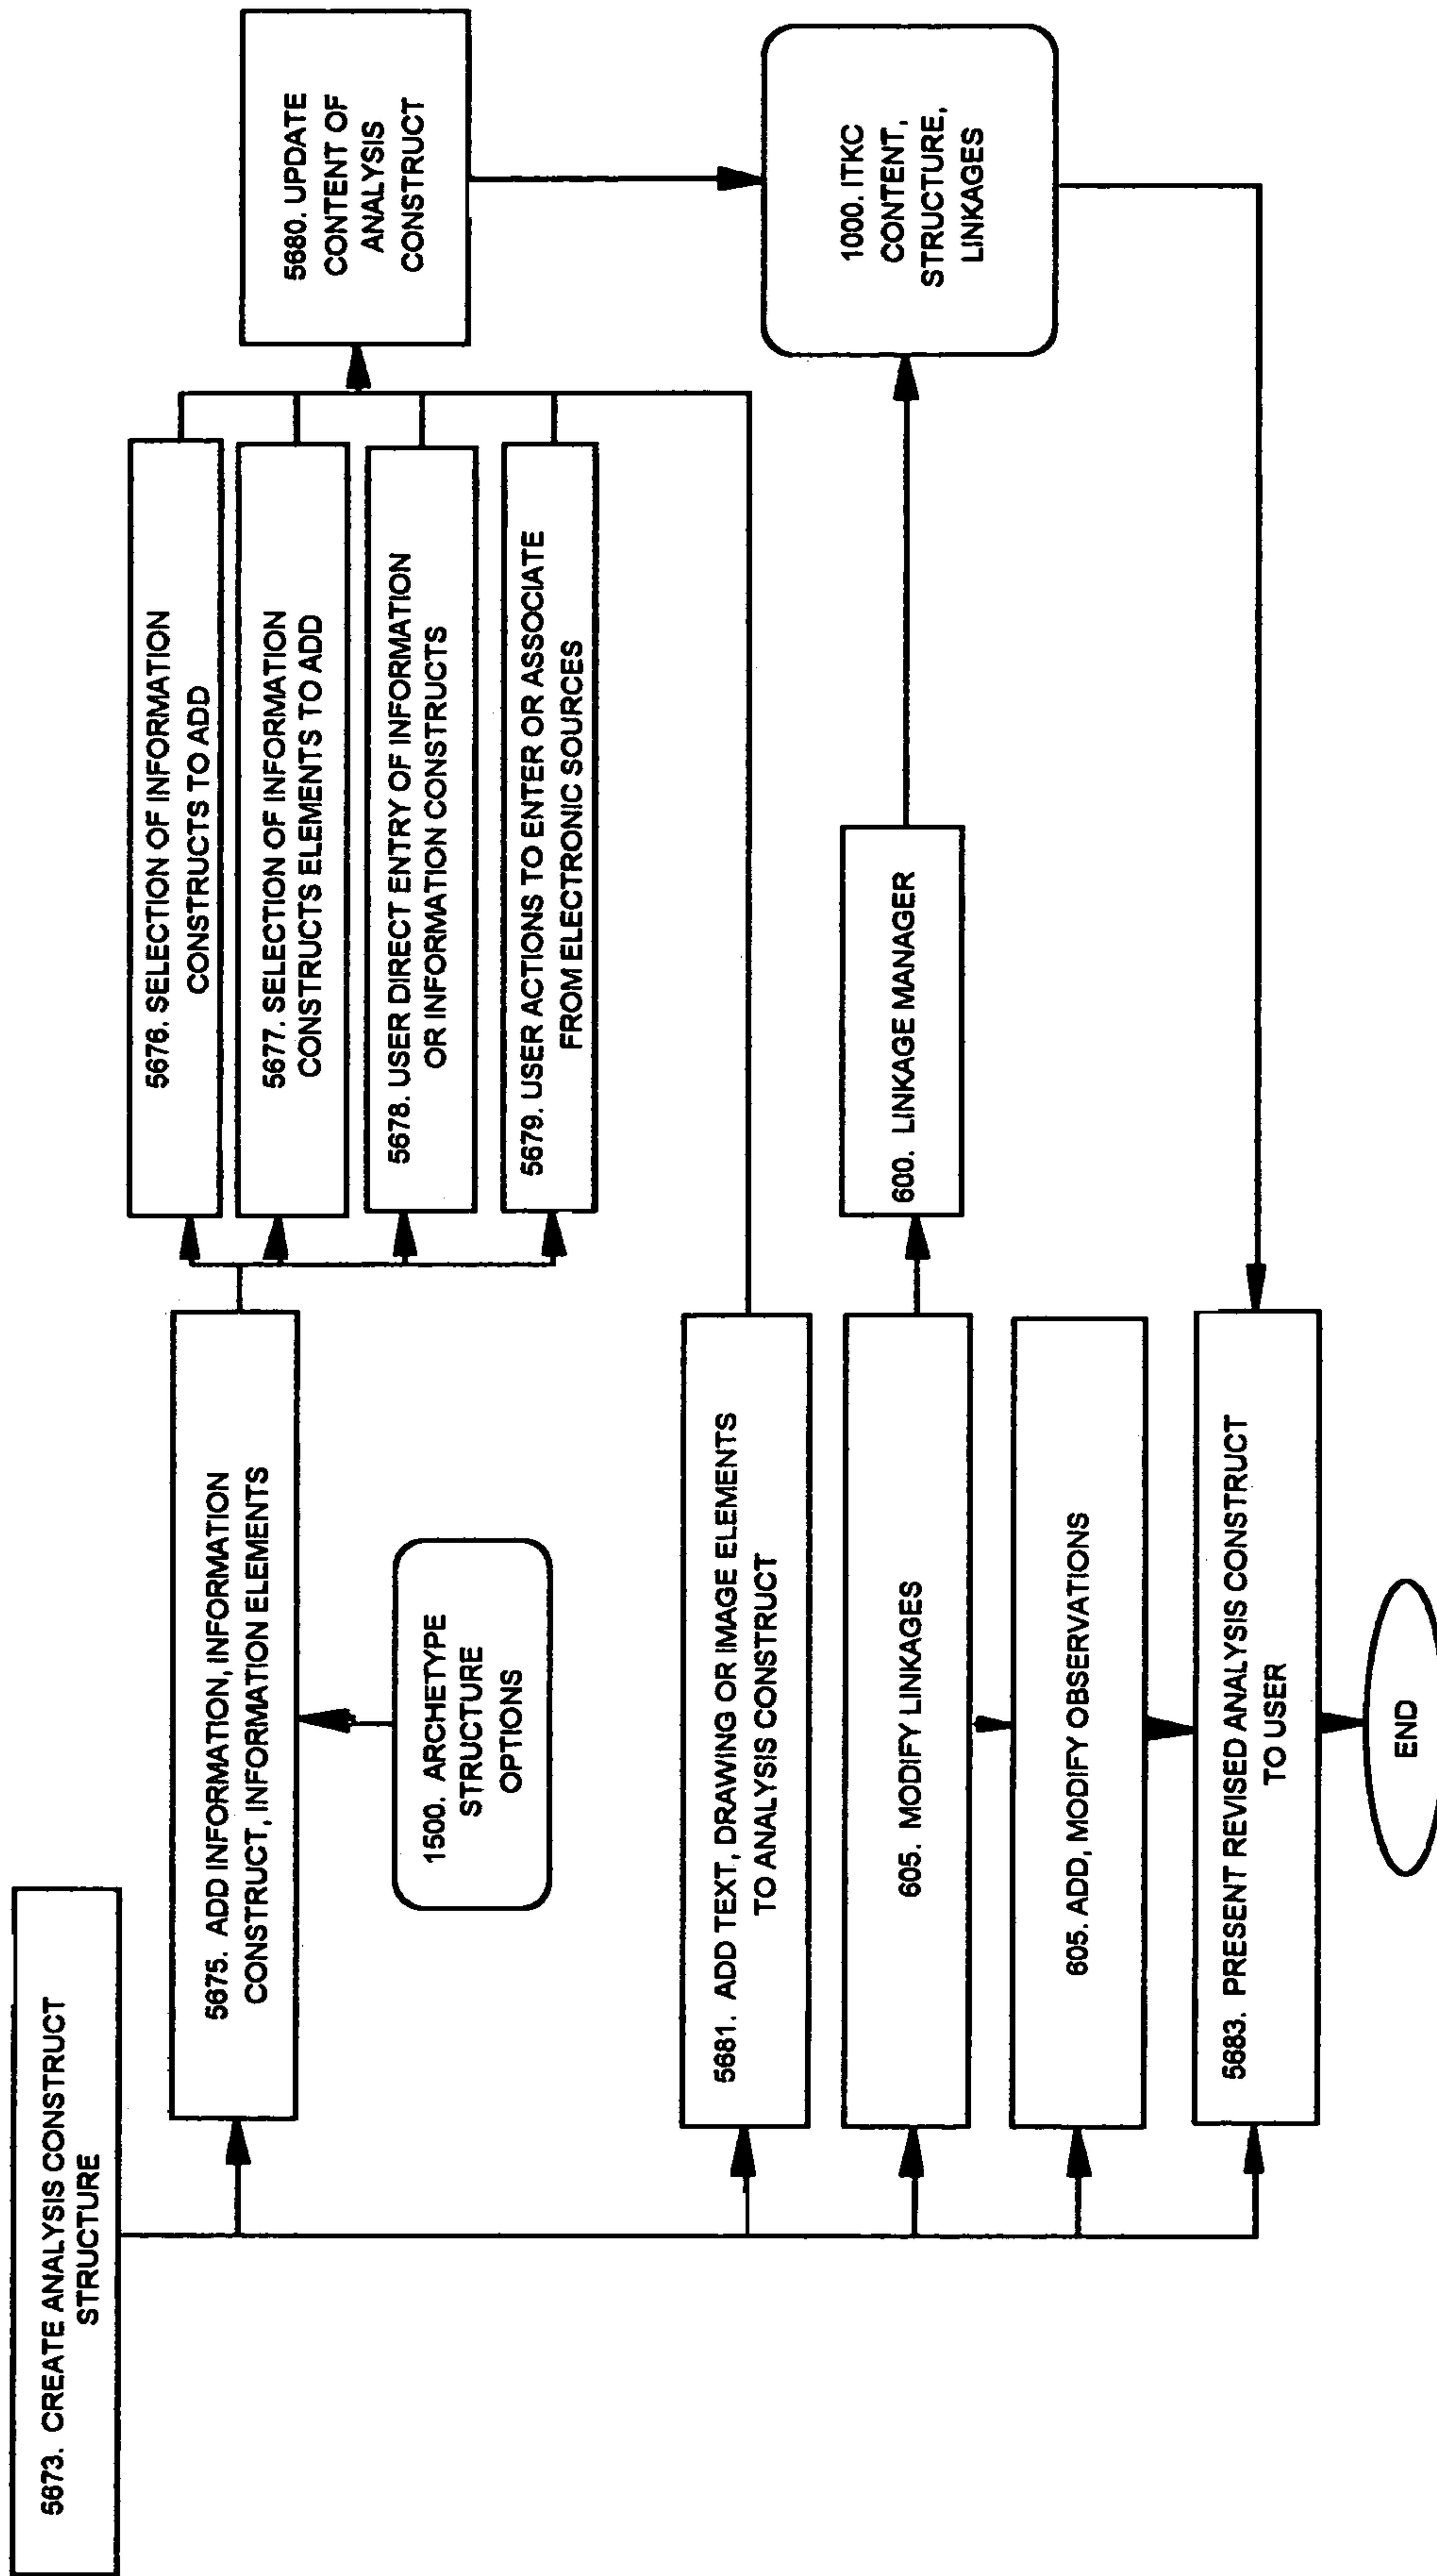 5673. CREATE ANALYSIS CONSTRUCT
STRUCTURE
5675. ADD INFORMATION, INFORMATION
CONSTRUCT, INFORMATION ELEMENTS
1500. ARCHETYPE
STRUCTURE
OPTIONS
5676. SELECTION OF INFORMATION
CONSTRUCTS TO ADD
5677. SELECTION OF INFORMATION
CONSTRUCTS ELEMENTS TO ADD
5678. USER DIRECT ENTRY OF INFORMATION
OR INFORMATION CONSTRUCTS
5679. USER ACTIONS TO ENTER OR ASSOCIATE
FROM ELECTRONIC SOURCES
5680. UPDATE
CONTENT OF
ANALYSIS
CONSTRUCT
5681. ADD TEXT, DRAWING OR IMAGE ELEMENTS
TO ANALYSIS CONSTRUCT
605. MODIFY LINKAGES
600. LINKAGE MANAGER
1000. ITKC
CONTENT,
STRUCTURE,
LINKAGES
605. ADD, MODIFY OBSERVATIONS
5683. PRESENT REVISED ANALYSIS CONSTRUCT
TO USER
END